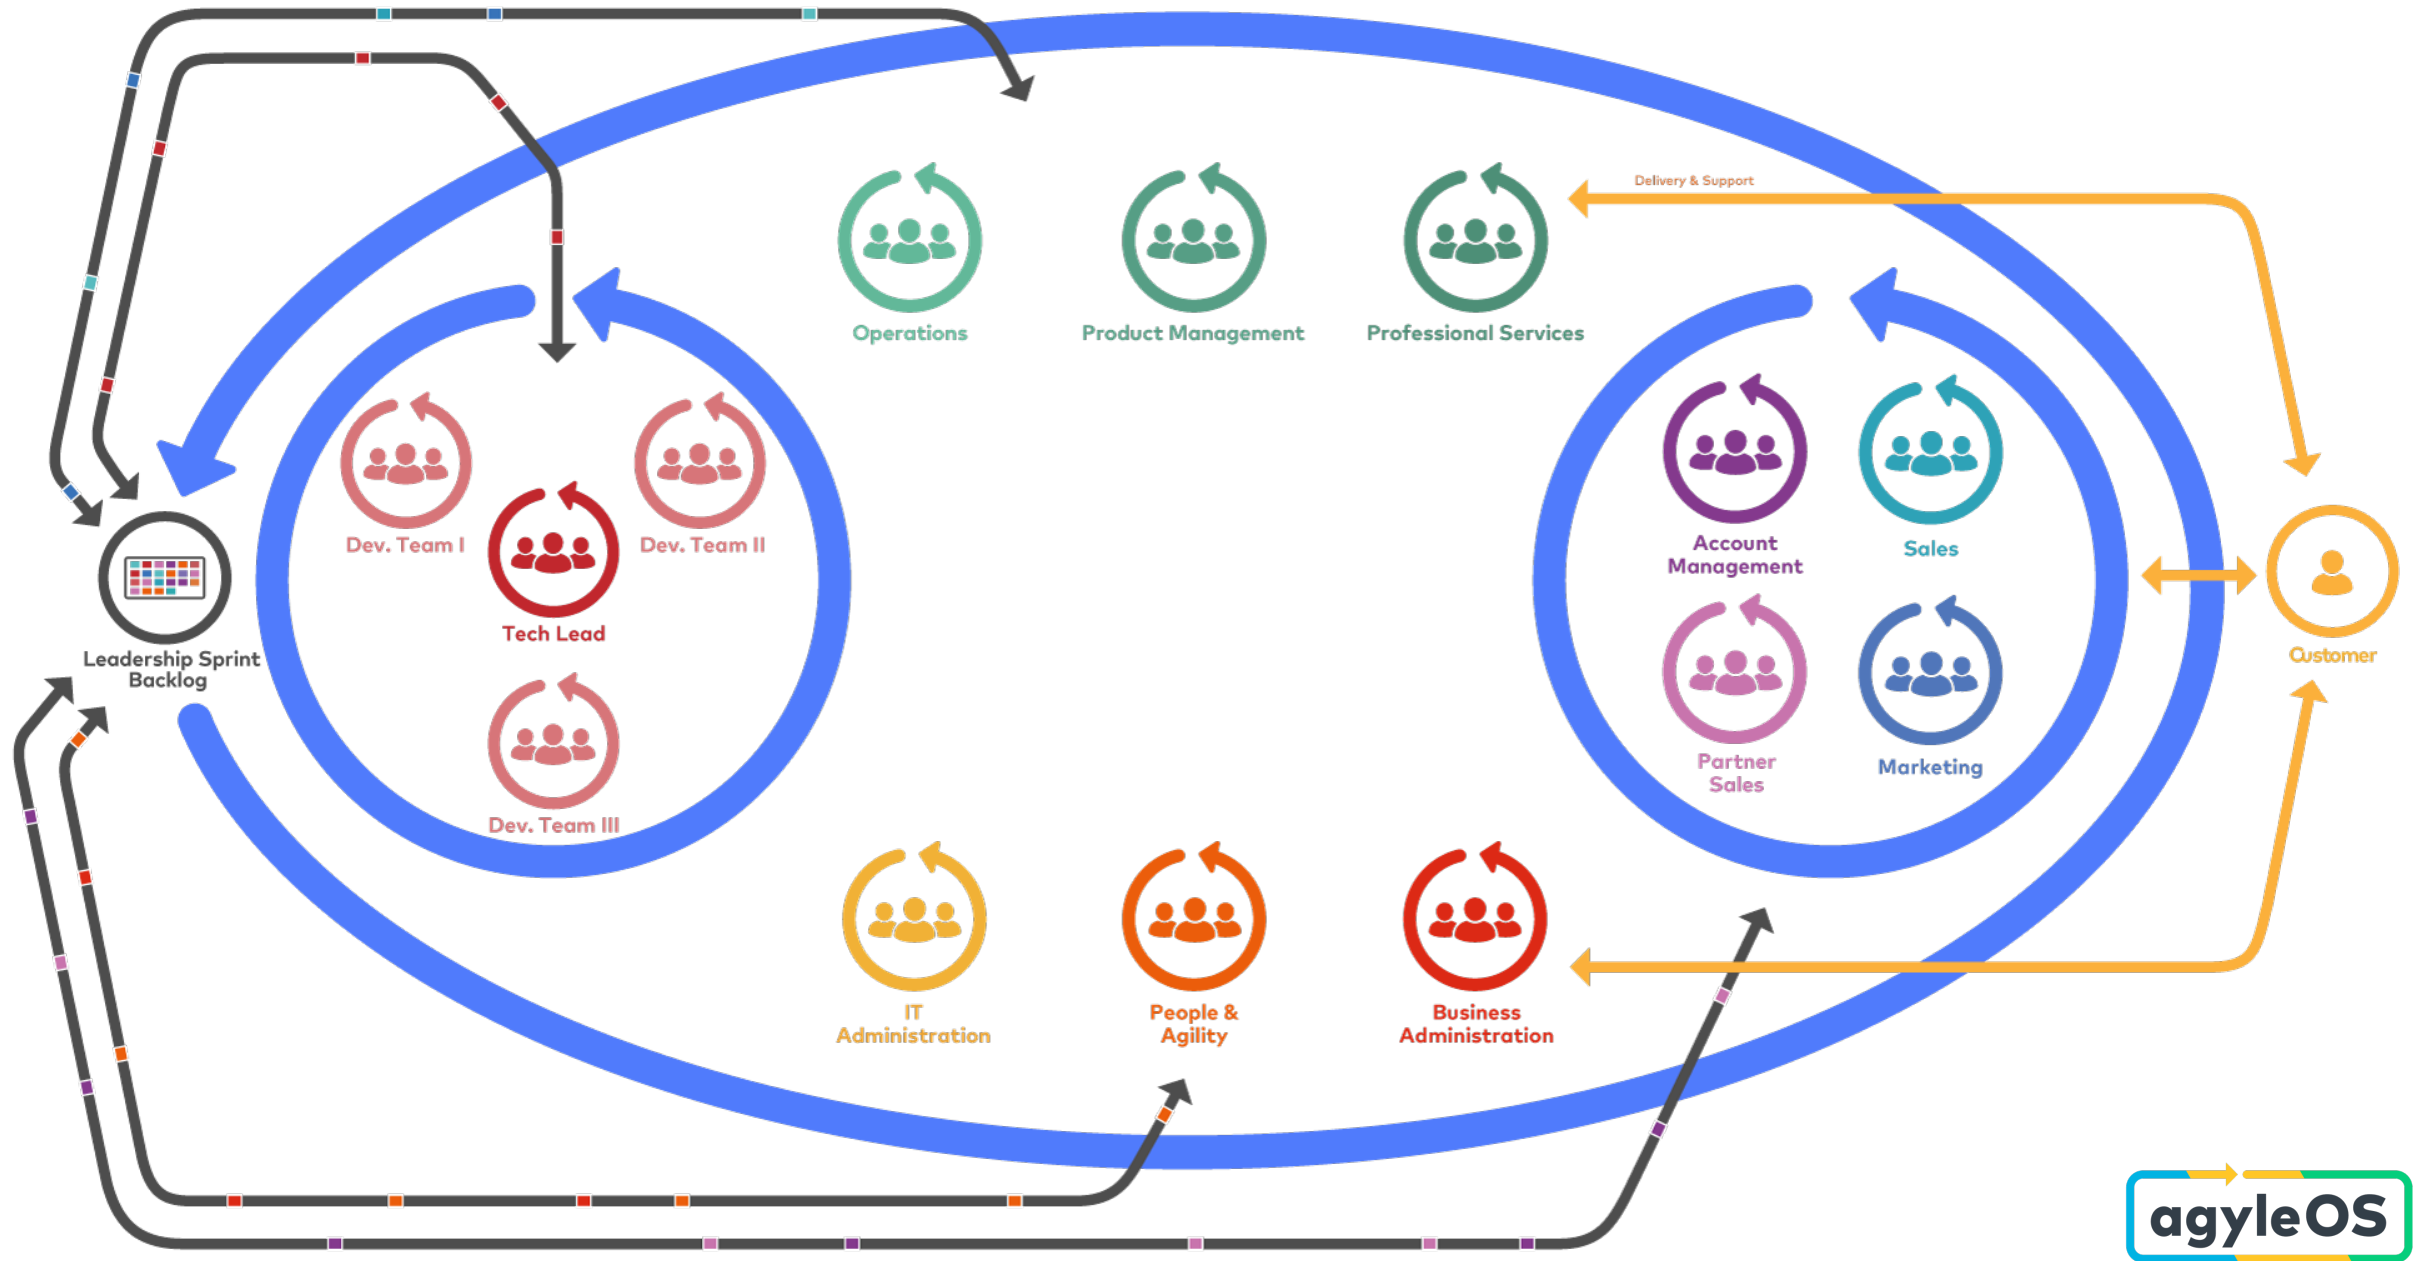 Delivery & Support
Operations
Product Management
Professional Services
Dev. Team I
Dev. Team II
Tech Lead
Dev. Team III
Account
Management
Sales
Partner
Sales
Marketing
Leadership Sprint
Backlog
Customer
IT
Administration
People &
Agility
Business
Administration
agyleOS